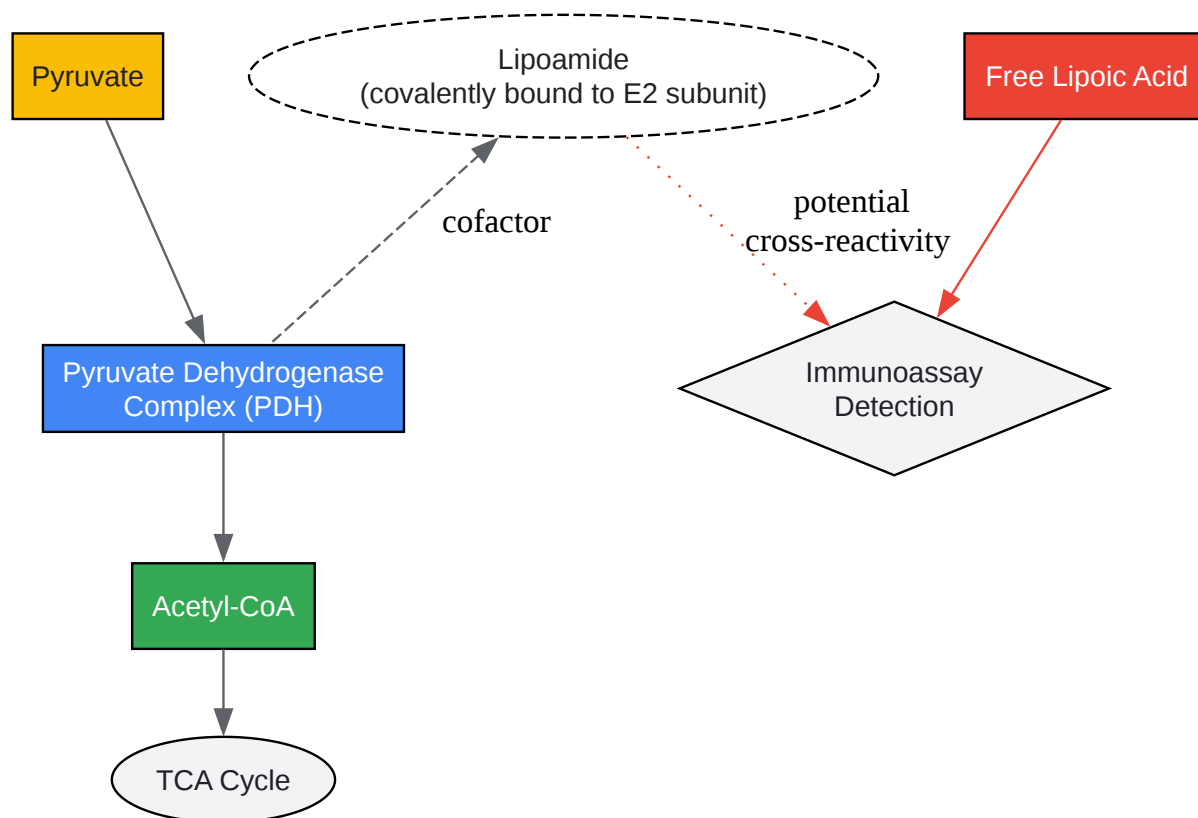 Pyruvate
Lipoamide
(covalently bound to E2 subunit)
Free Lipoic Acid
cofactor
potential
cross-reactivity
Pyruvate Dehydrogenase
Complex (PDH)
Immunoassay
Detection
Acetyl-CoA
TCA Cycle